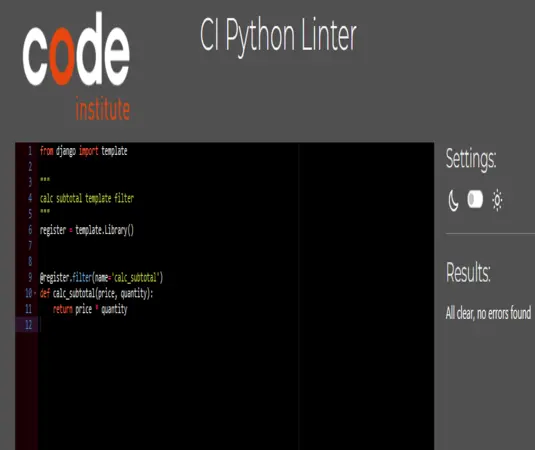 code
institute
CI Python Linter
1 from django import template
2
3 """
4 calc subtotal template filter
5 """
6 register = template.Library()
7
8
9 @register.filter(name='calc_subtotal')
10 def calc_subtotal(price, quantity):
11     return price * quantity
12
Settings:
Results:
All clear, no errors found